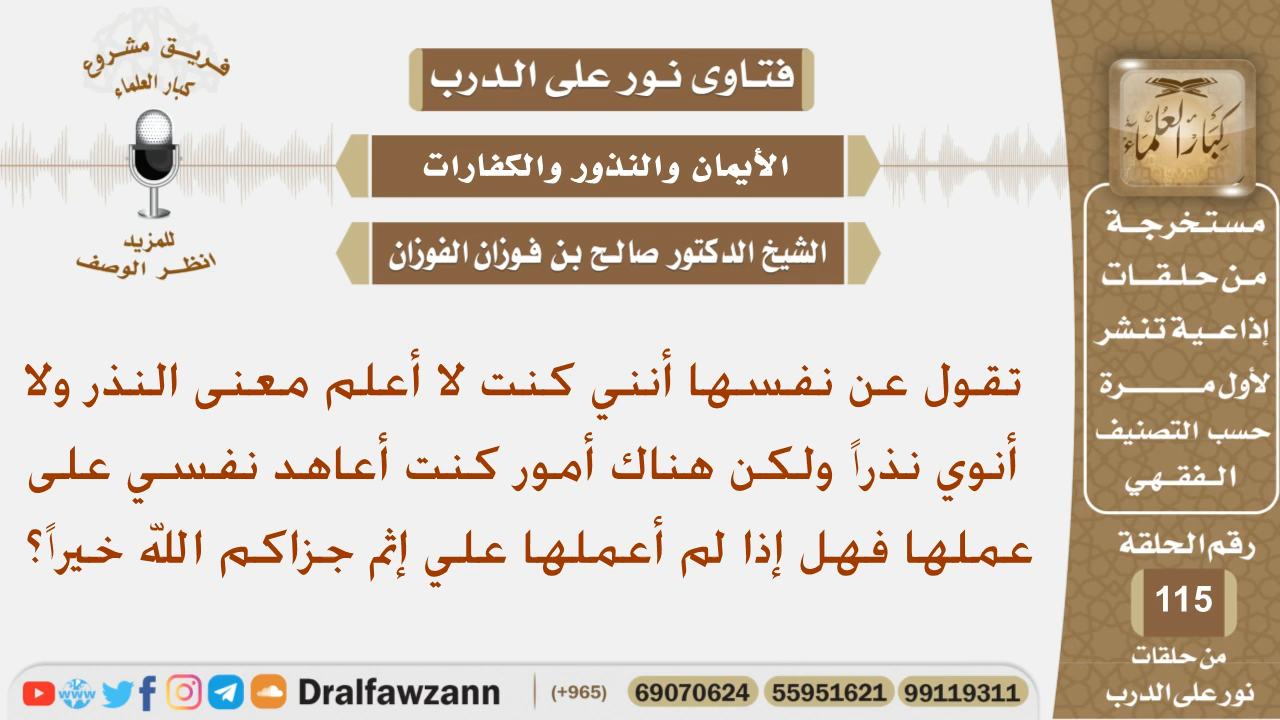 فريق مشروع
كبار العلماء
للمزيد
انظر الوصف
فتاوى نور على الدرب
الأيمان والنذور والكفارات
الشيخ الدكتور صالح بن فوزان الفوزان
تقول عن نفسها أنني كنت لا أعلم معنى النذر ولا
أنوي نذراً ولكن هناك أمور كنت أعاهد نفسي على
عملها فهل إذا لم أعملها علي إثم جزاكم الله خيراً؟
كبار العلماء
مستخرجة
من حلقات
إذاعية تنشر
لأول مرة
حسب التصنيف
الفقهي
رقم الحلقة
115
من حلقات
نور على الدرب
www Dralfawzann (+965) 69070624 55951621 99119311